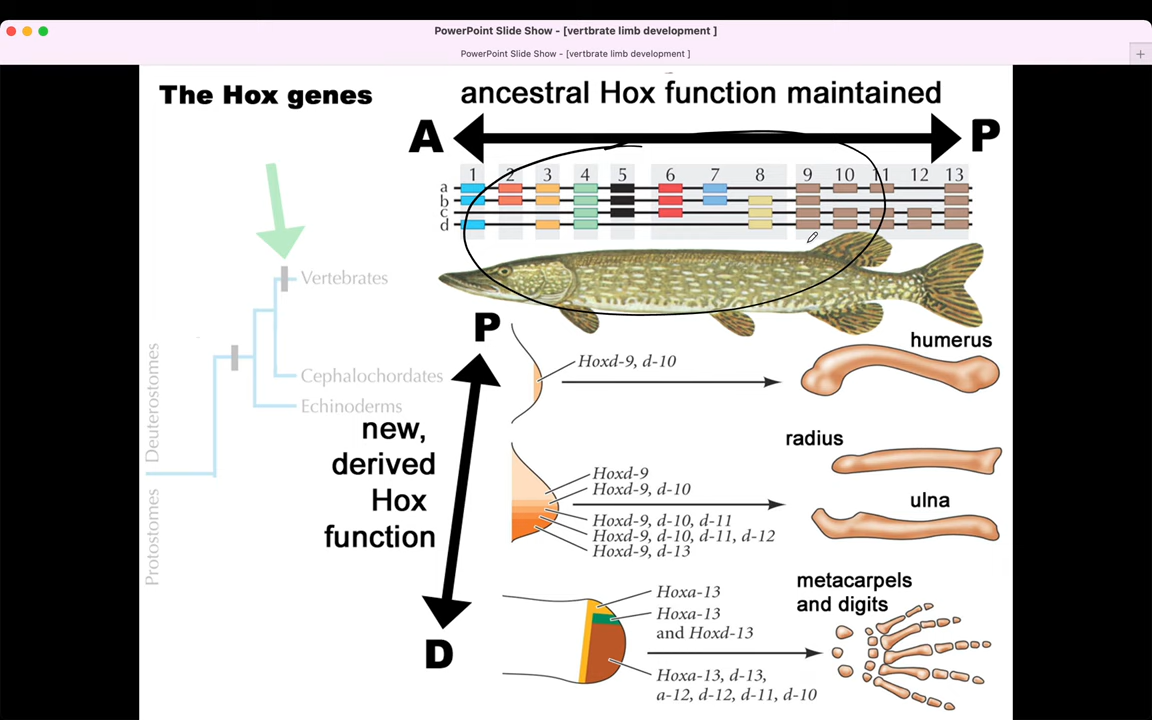 PowerPoint Slide Show - [vertbrate limb development ]
PowerPoint Slide Show - [vertbrate limb development ]
+
The Hox genes
ancestral Hox function maintained
A
P
1 2 3 4 5 6 7 8 9 10 11 12 13
a
b
c
d
Vertebrates
Cephalochordates
Echinoderms
Deuterostomes
Protostomes
new,
derived
Hox
function
P
D
Hoxd-9, d-10
humerus
Hoxd-9
Hoxd-9, d-10
Hoxd-9, d-10, d-11
Hoxd-9, d-10, d-11, d-12
Hoxd-9, d-13
radius
ulna
Hoxa-13
Hoxa-13
and Hoxd-13
Hoxa-13, d-13,
a-12, d-12, d-11, d-10
metacarpels
and digits